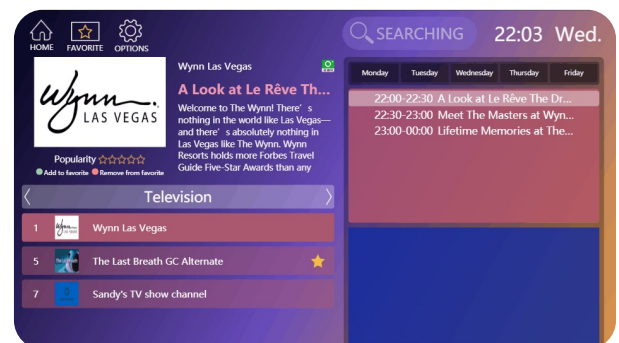 HOME
FAVORITE
OPTIONS
SEARCHING
22:03 Wed.
Wynn
LAS VEGAS
Wynn Las Vegas
A Look at Le Rêve Th...
Welcome to The Wynn! There's
nothing in the world like Las Vegas—
and there's absolutely nothing in
Las Vegas like The Wynn. Wynn
Resorts holds more Forbes Travel
Guide Five-Star Awards than any
Popularity ☆☆☆☆☆
Add to favorite Remove from favorite
Television
1 Wynn Las Vegas
5 The Last Breath GC Alternate
7 Sandy's TV show channel
Monday Tuesday Wednesday Thursday Friday
22:00-22:30 A Look at Le Rêve The Dr...
22:30-23:00 Meet The Masters at Wyn...
23:00-00:00 Lifetime Memories at The...